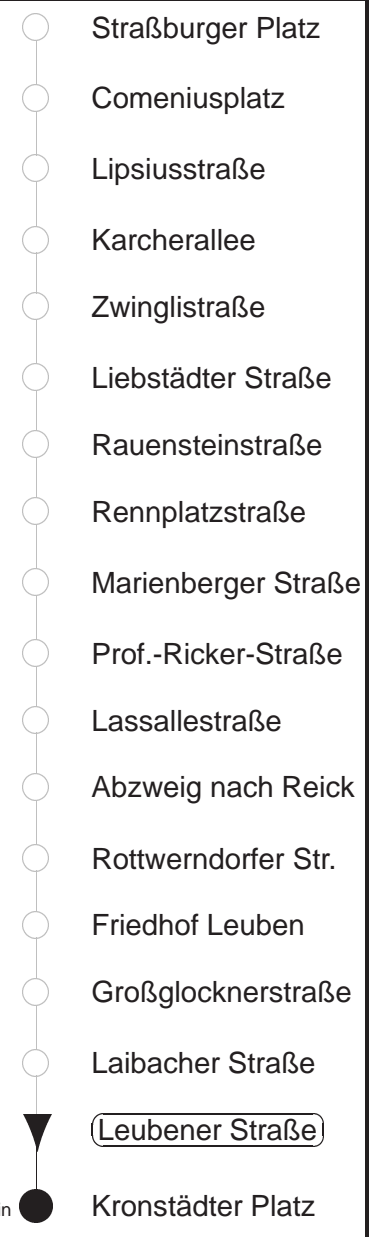 Straßburger Platz
Comeniusplatz
Lipsiusstraße
Karcherallee
Zwinglistraße
Liebstädter Straße
Rauensteinstraße
Rennplatzstraße
Marienberger Straße
Prof.-Ricker-Straße
Lassallestraße
Abzweig nach Reick
Rottwerndorfer Str.
Friedhof Leuben
Großglocknerstraße
Laibacher Straße
Leubener Straße
in Kronstädter Platz